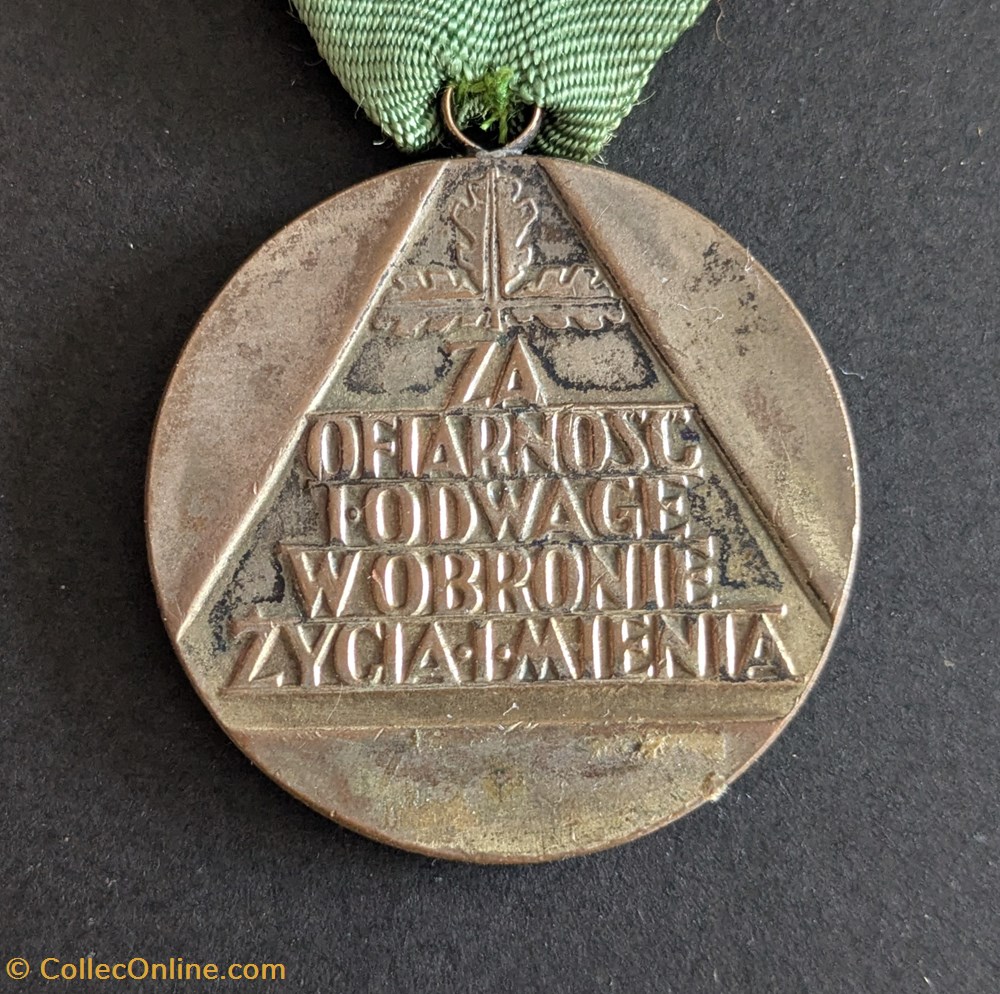 ZA
OFIARNOŚĆ
I·ODWAGĘ
W·OBRONIE
ŻYCIA·I·MIENIA
© CollecOnline.com